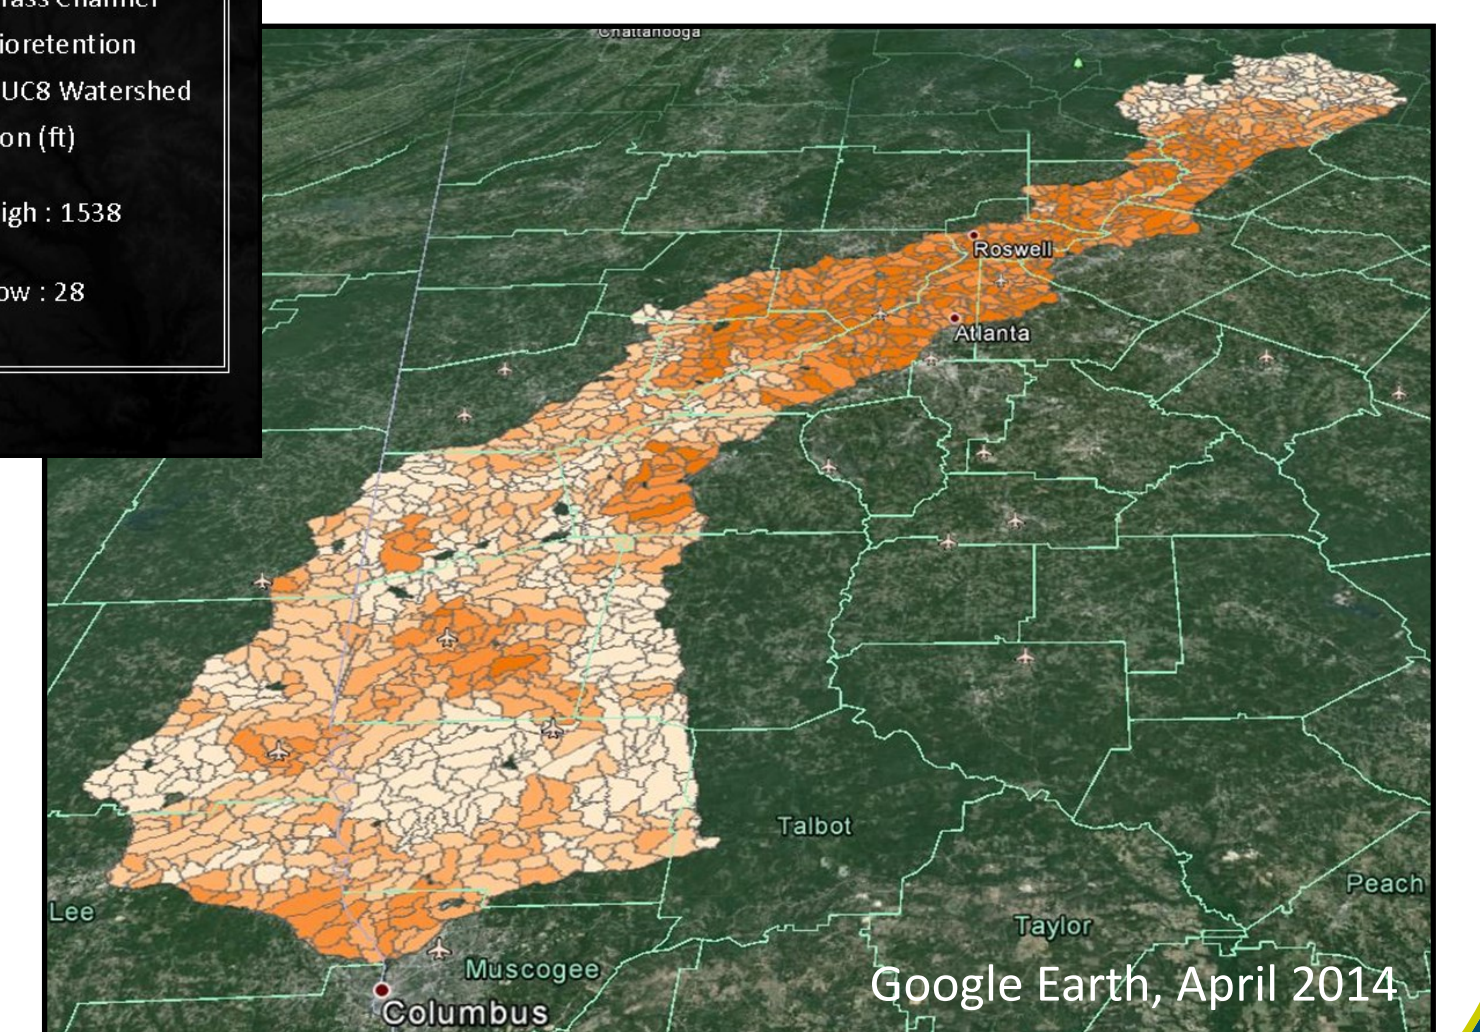 ioretention
UC8 Watershed
on (ft)
igh : 1538
ow : 28
Chattanooga
Roswell
Atlanta
Talbot
Peach
Lee
Taylor
Muscogee
Google Earth, April 2014
Columbus